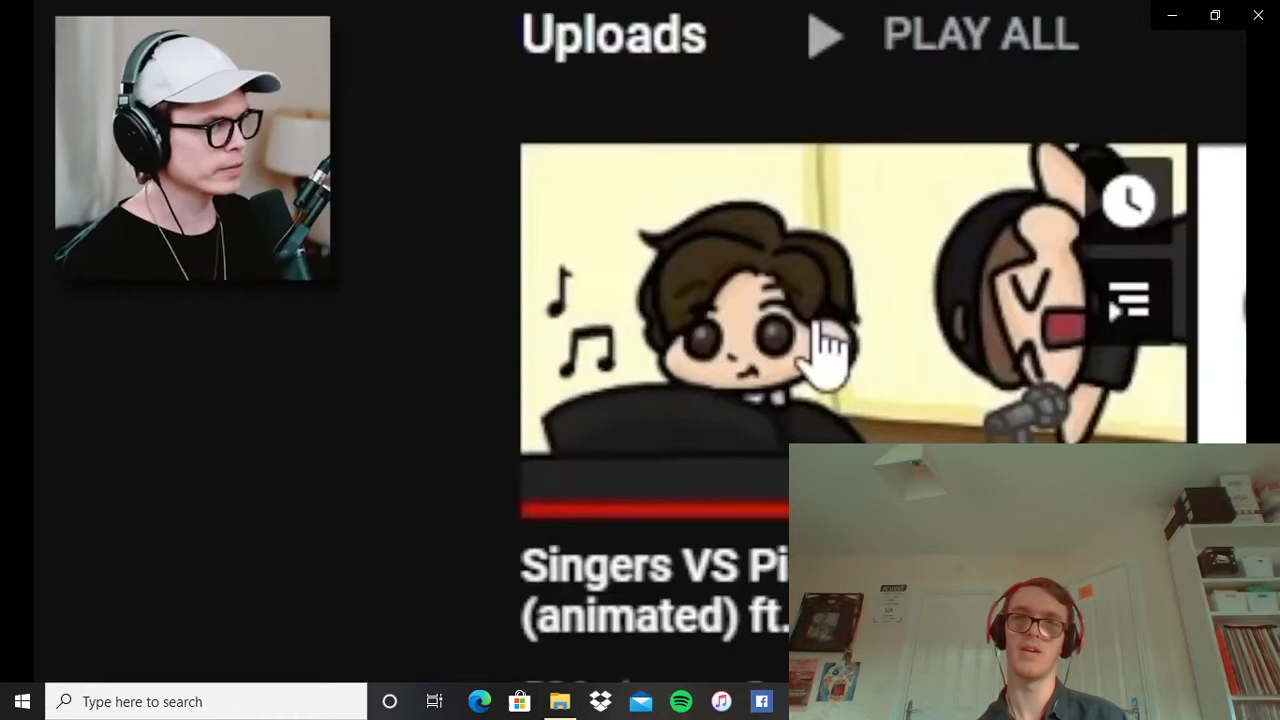 Uploads
PLAY ALL
Singers VS Pi
(animated) ft.
Type here to search